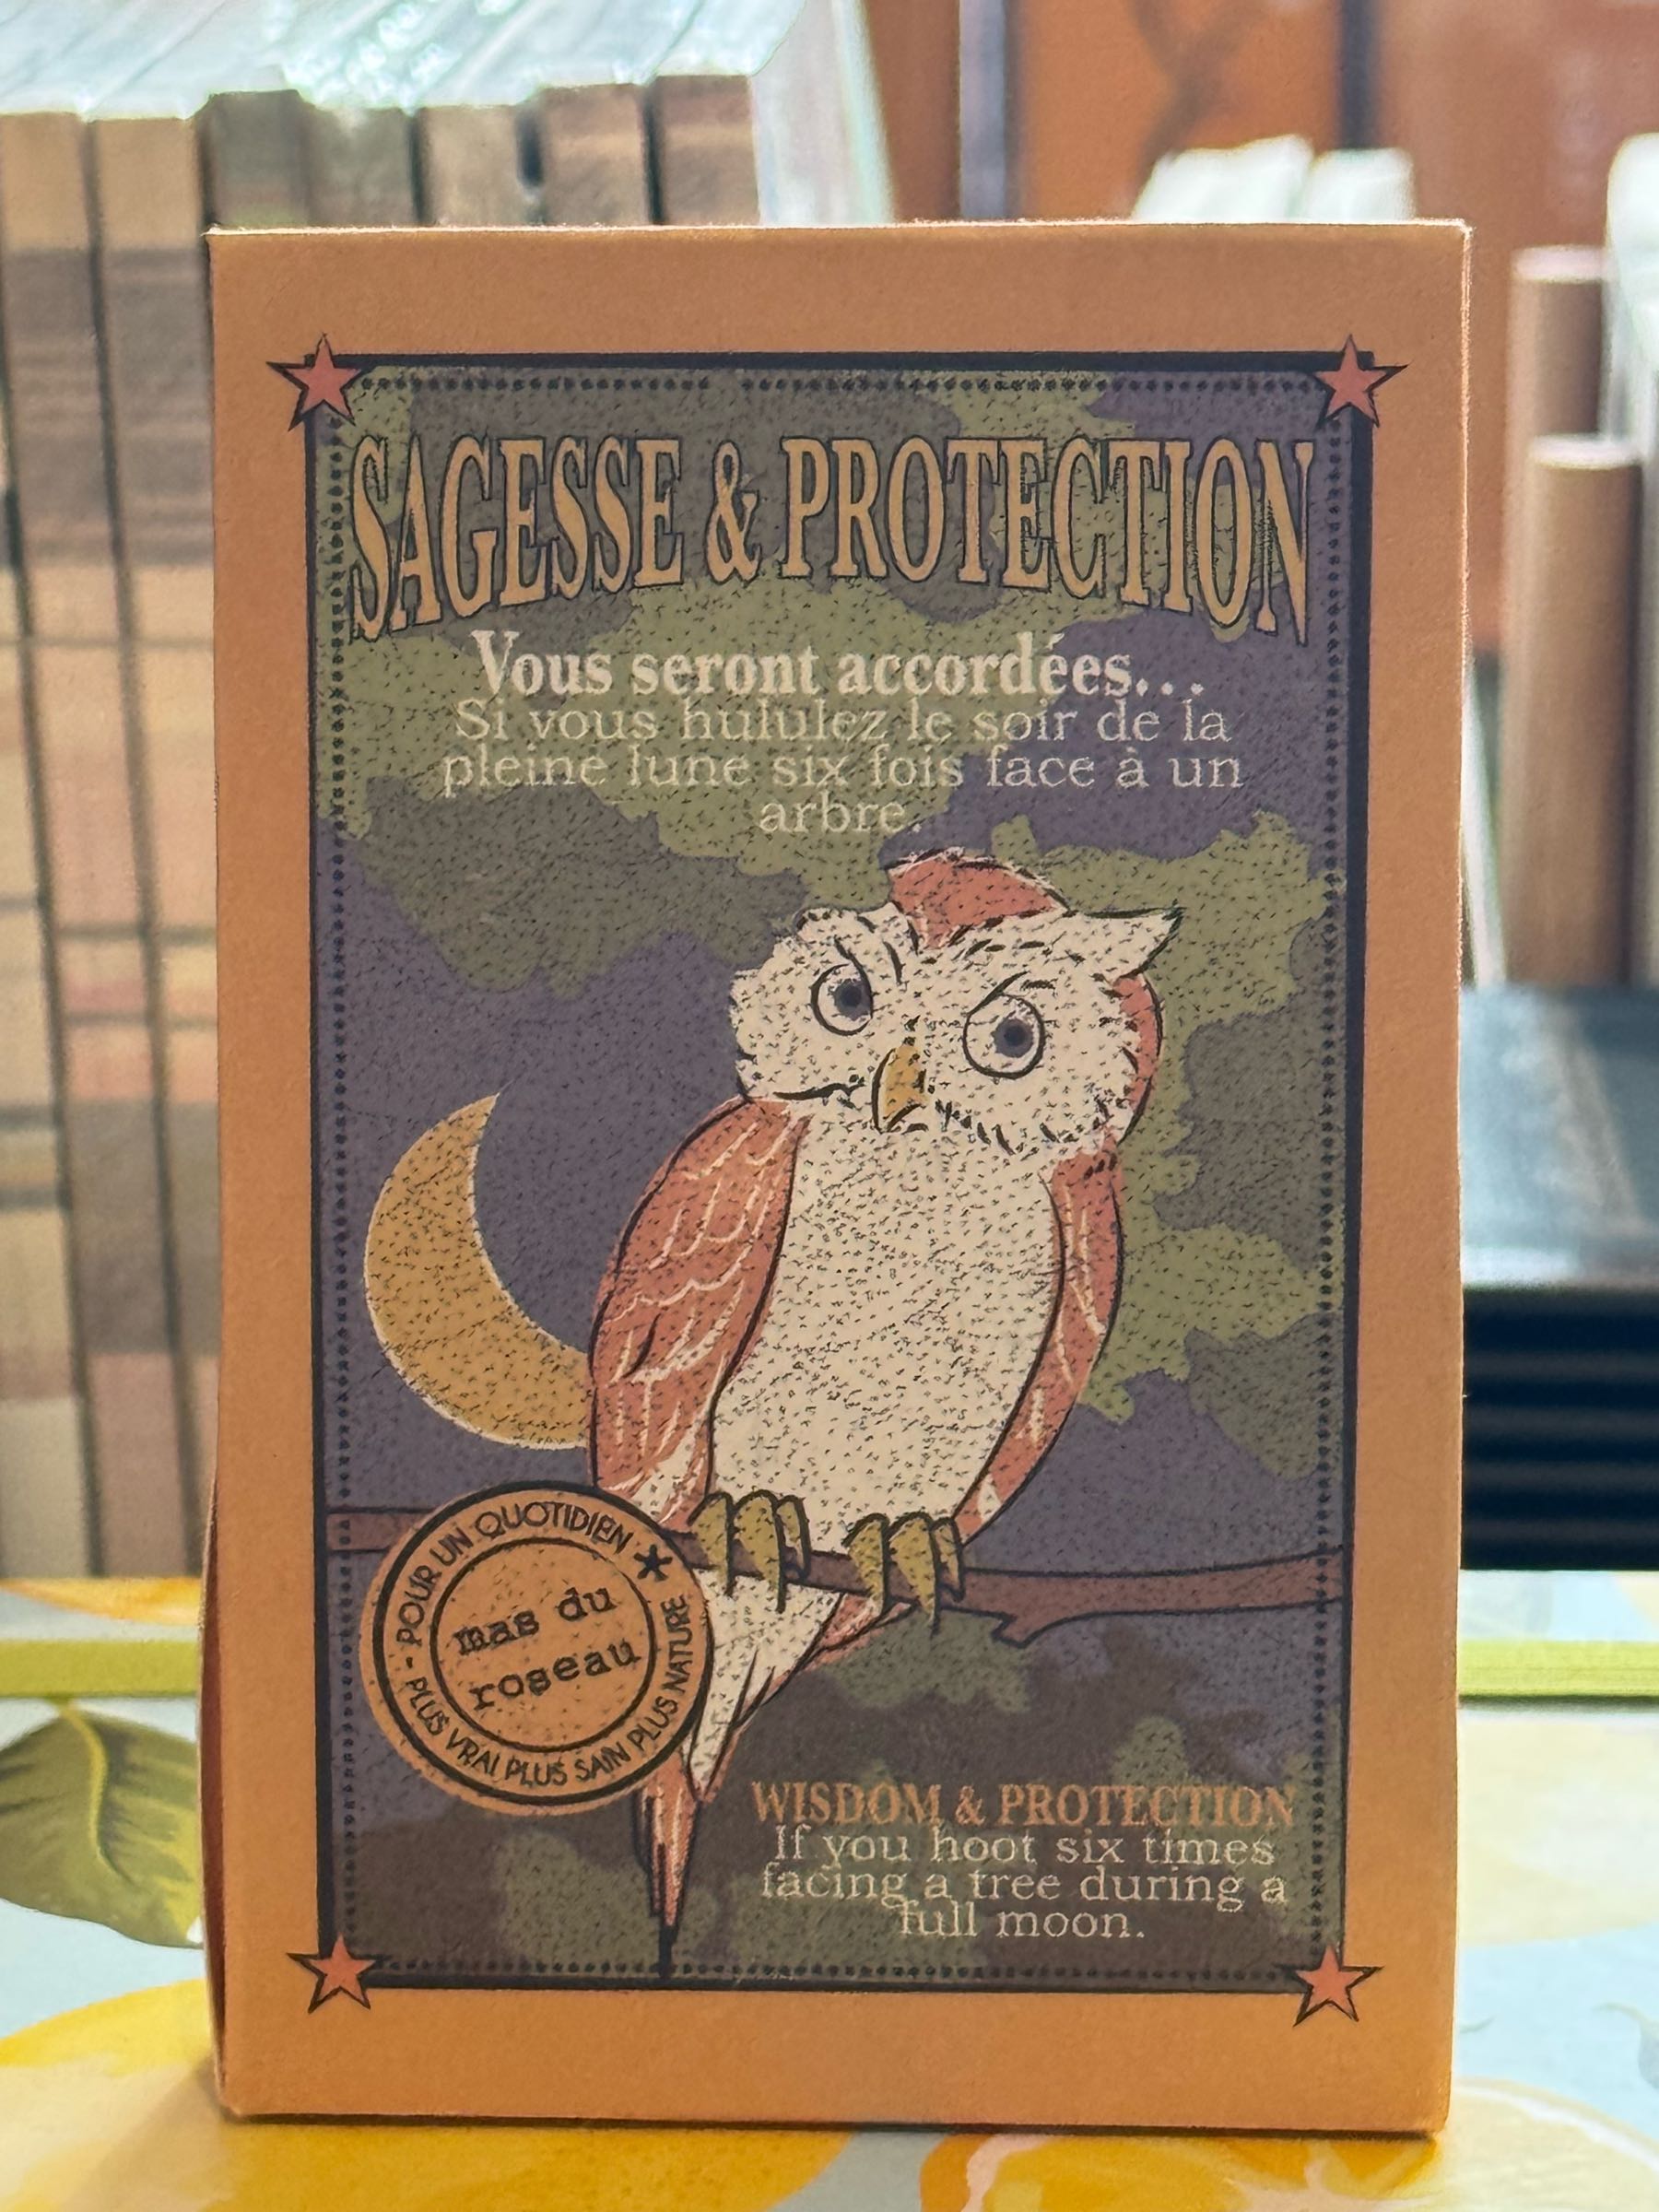 SAGESSE & PROTECTION
Vous seront accordées...
Si vous hululez le soir de la
pleine lune six fois face à un
arbre.
- POUR UN QUOTIDIEN *
mas du
roseau
PLUS VRAI PLUS SAIN PLUS NATURE
WISDOM & PROTECTION
If you hoot six times
facing a tree during a
full moon.